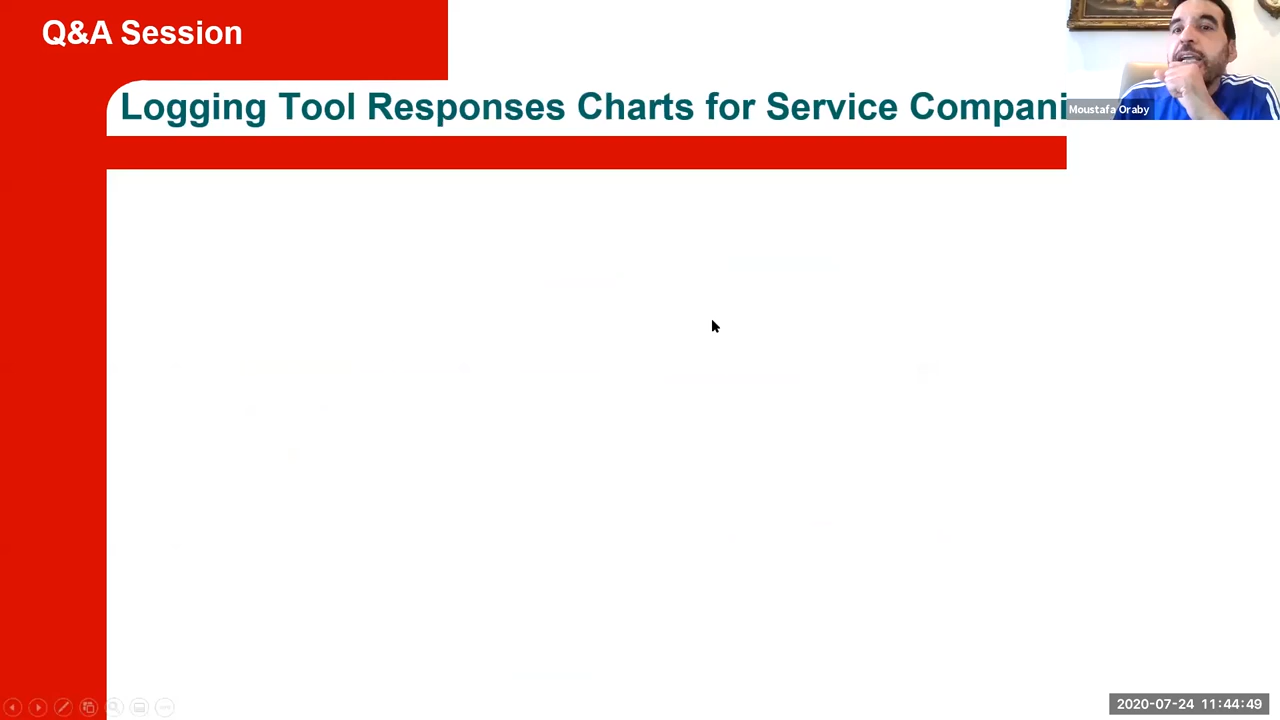 Q&A Session
Logging Tool Responses Charts for Service Compani
Moustafa Oraby
2020-07-24 11:44:49